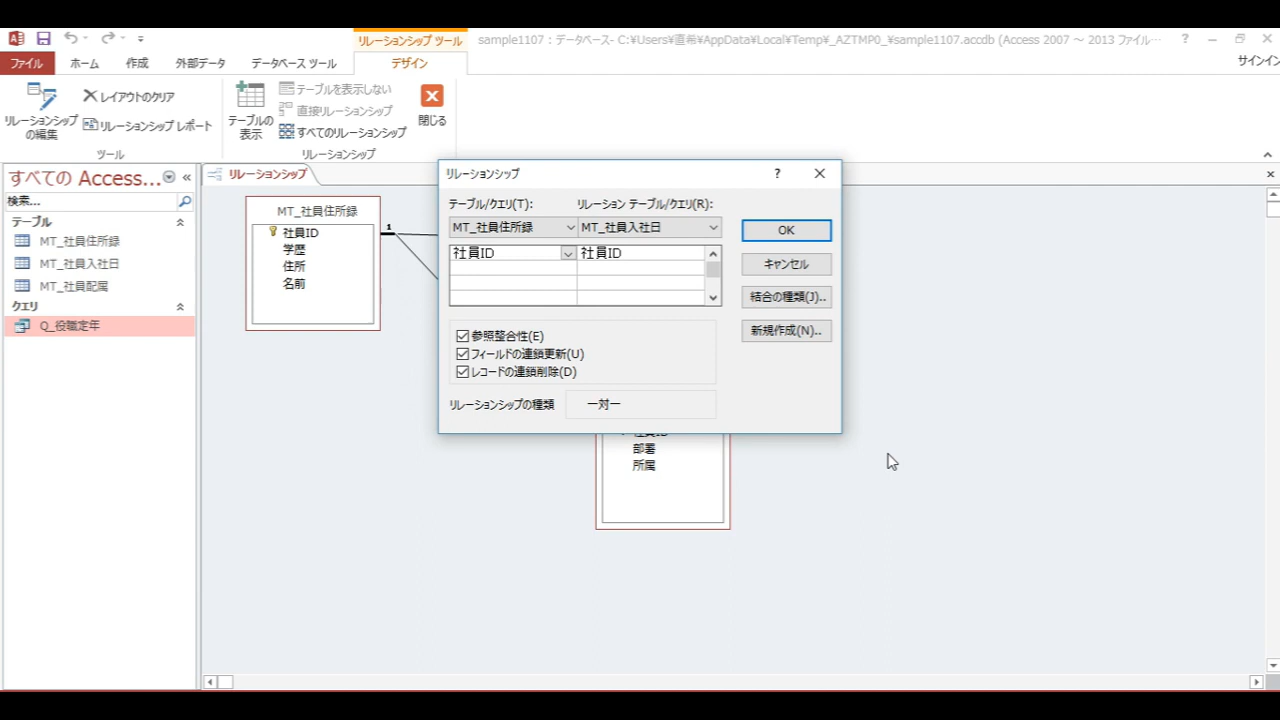 リレーションシップ ツール
sample1107 : データベース- C:¥Users¥直希¥AppData¥Local¥Temp¥_AZTMP0_¥sample1107.accdb (Access 2007 ～ 2013 ファイル…
?
ファイル
ホーム
作成
外部データ
データベース ツール
デザイン
サインイン
リレーションシップ
の編集
レイアウトのクリア
リレーションシップ レポート
ツール
テーブルの
表示
テーブルを表示しない
直接リレーションシップ
すべてのリレーションシップ
リレーションシップ
閉じる
すべての Access...
検索...
テーブル
MT_社員住所録
MT_社員入社日
MT_社員配属
クエリ
Q_役職定年
リレーションシップ
MT_社員住所録
社員ID
学歴
住所
名前
1
リレーションシップ
?
テーブル/クエリ(T):
リレーション テーブル/クエリ(R):
MT_社員住所録
MT_社員入社日
社員ID
社員ID
OK
キャンセル
結合の種類(J)..
新規作成(N)..
参照整合性(E)
フィールドの連鎖更新(U)
レコードの連鎖削除(D)
リレーションシップの種類
一対一
社員ID
部署
所属